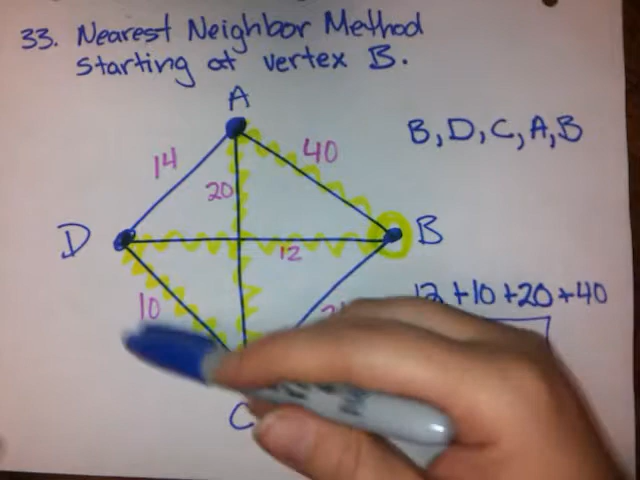 33. Nearest Neighbor Method
starting at vertex B.
A
B, D, C, A, B
14
40
20
D
B
12
12 +10 +20 +40
10
C